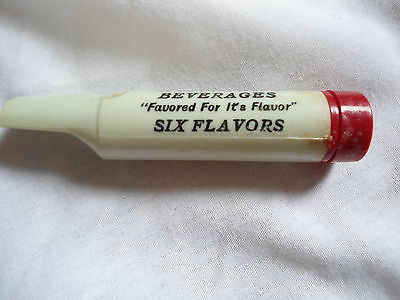 BEVERAGES
"Favored For It's Flavor"
SIX FLAVORS